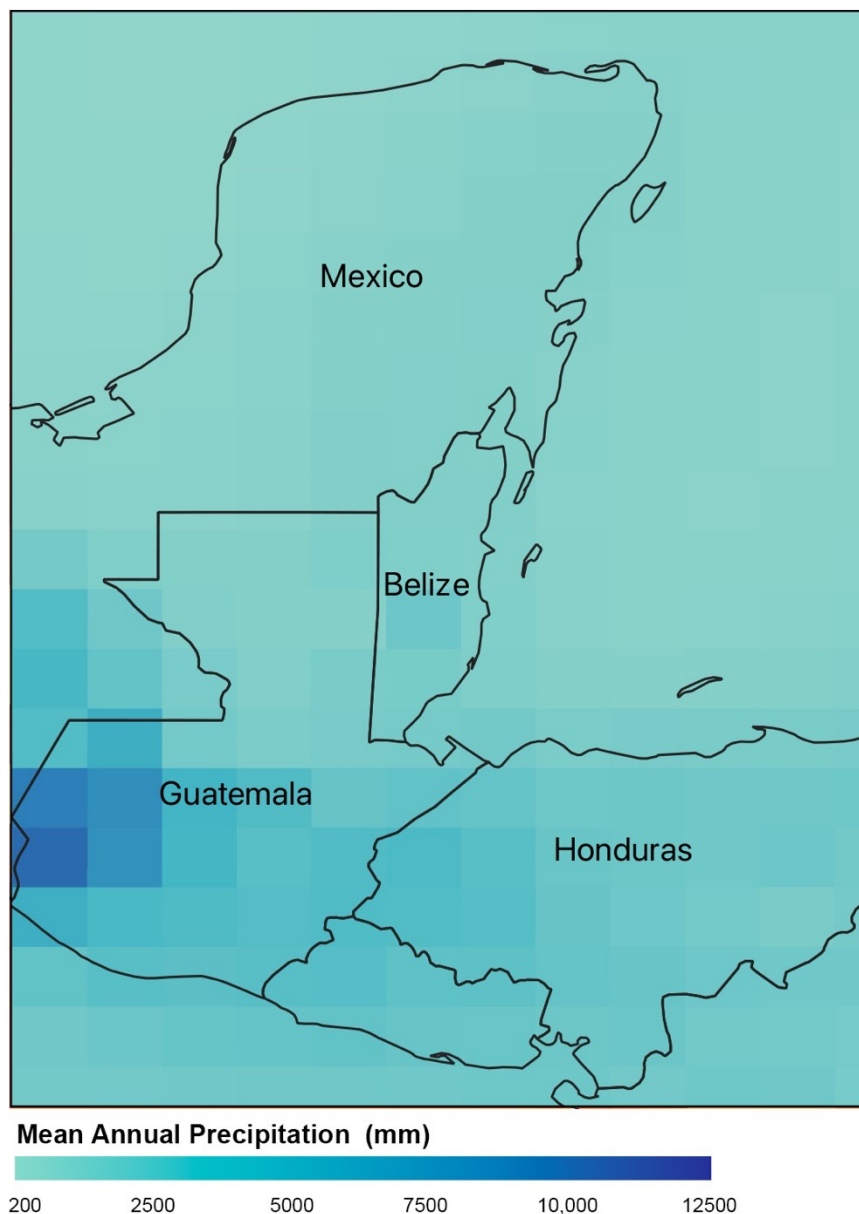 Mexico
Belize
Guatemala
Honduras
Mean Annual Precipitation (mm)
200 2500 5000 7500 10,000 12500